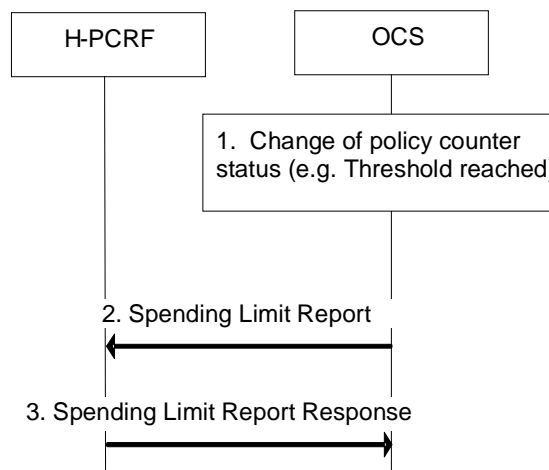 H-PCRF
OCS
1. Change of policy counter
status (e.g. Threshold reached)
2. Spending Limit Report
3. Spending Limit Report Response